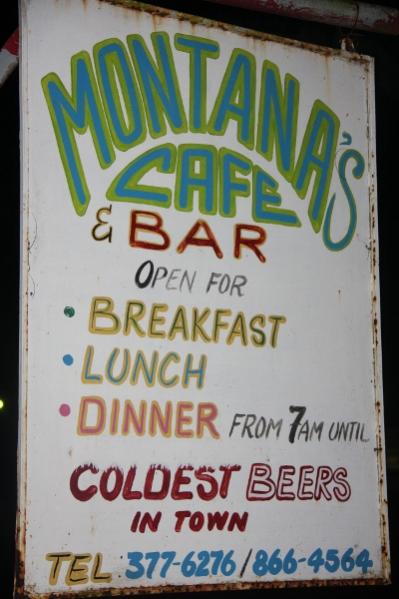 MONTANA'S
CAFE
& BAR
OPEN FOR
• BREAKFAST
• LUNCH
• DINNER FROM 7AM UNTIL
COLDEST BEERS
IN TOWN
TEL 377-6276/866-4564